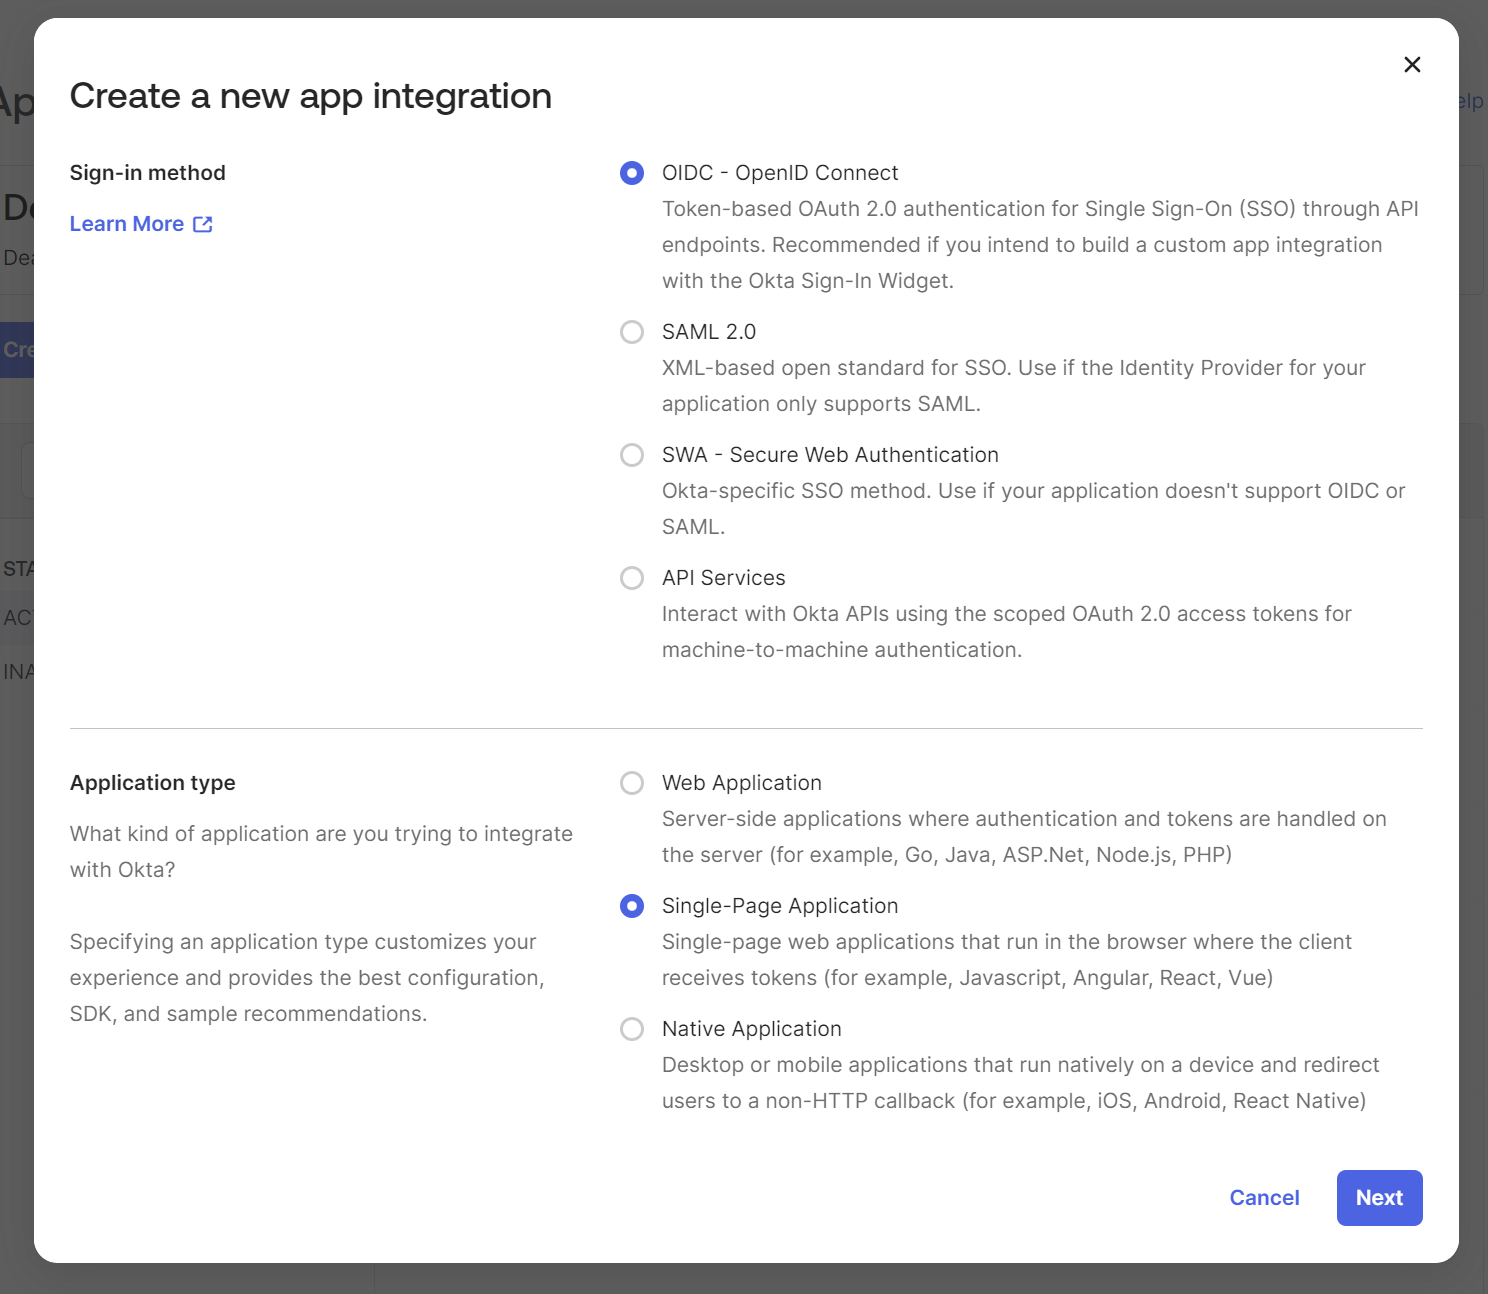 Create a new app integration
Sign-in method
Learn More
OIDC - OpenID Connect
Token-based OAuth 2.0 authentication for Single Sign-On (SSO) through API
endpoints. Recommended if you intend to build a custom app integration
with the Okta Sign-In Widget.
SAML 2.0
XML-based open standard for SSO. Use if the Identity Provider for your
application only supports SAML.
SWA - Secure Web Authentication
Okta-specific SSO method. Use if your application doesn't support OIDC or
SAML.
API Services
Interact with Okta APIs using the scoped OAuth 2.0 access tokens for
machine-to-machine authentication.
Application type
What kind of application are you trying to integrate
with Okta?
Specifying an application type customizes your
experience and provides the best configuration,
SDK, and sample recommendations.
Web Application
Server-side applications where authentication and tokens are handled on
the server (for example, Go, Java, ASP.Net, Node.js, PHP)
Single-Page Application
Single-page web applications that run in the browser where the client
receives tokens (for example, Javascript, Angular, React, Vue)
Native Application
Desktop or mobile applications that run natively on a device and redirect
users to a non-HTTP callback (for example, iOS, Android, React Native)
Cancel
Next